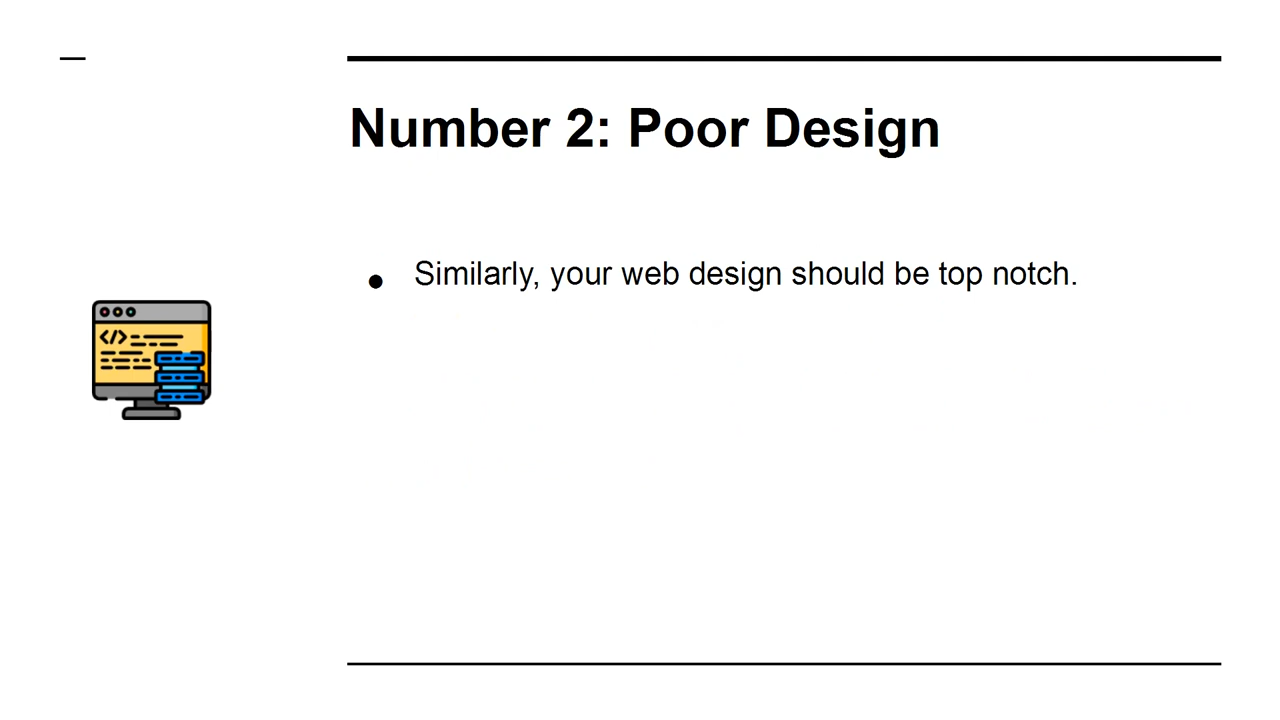 Number 2: Poor Design
● Similarly, your web design should be top notch.